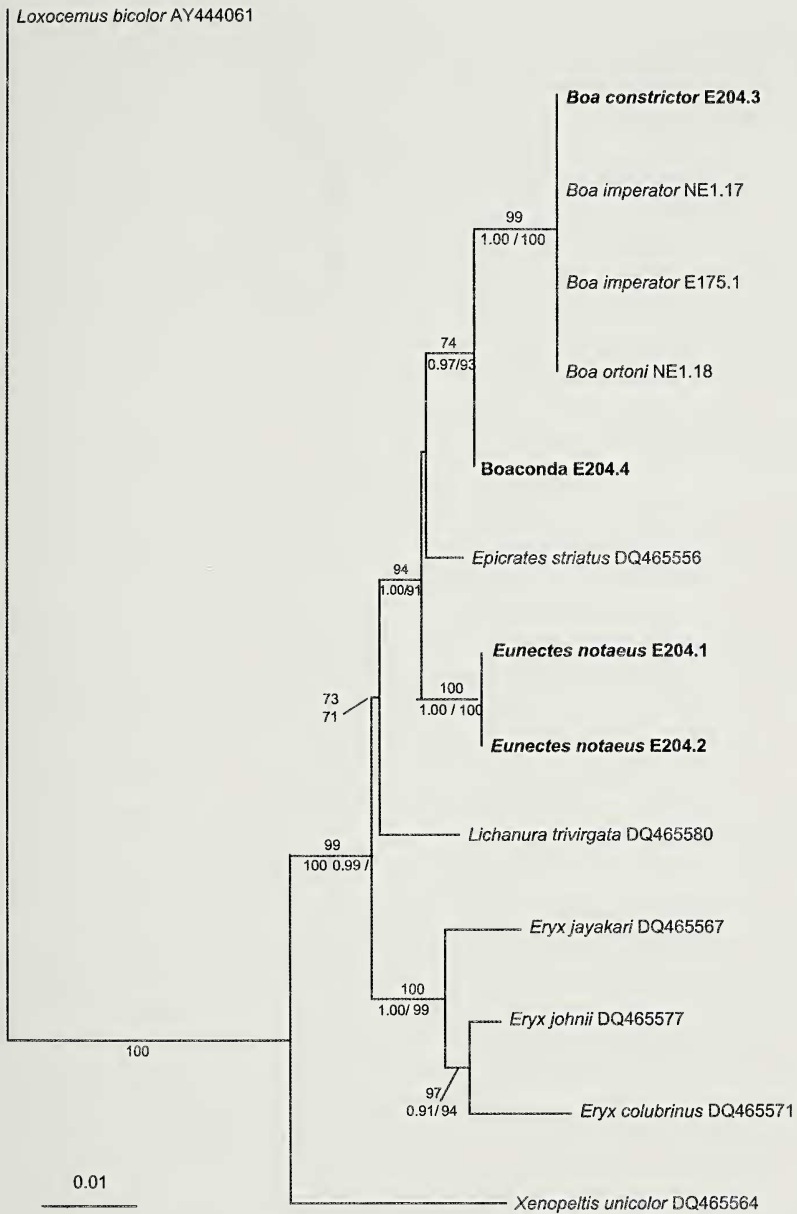 Loxocemus bicolor AY444061
Boa constrictor E204.3
Boa imperator NE1.17
99
1.00 / 100
Boa imperator E175.1
74
0.97/93
Boa ortoni NE1.18
Boaconda E204.4
Epicrates striatus DQ465556
94
1.00/91
Eunectes notaeus E204.1
100
1.00 / 100
73
71
Eunectes notaeus E204.2
Lichanura trivirgata DQ465580
99
100 0.99 /
Eryx jayakari DQ465567
100
1.00/ 99
Eryx johnii DQ465577
100
97
0.91/ 94
Eryx colubrinus DQ465571
0.01
Xenopeltis unicolor DQ465564